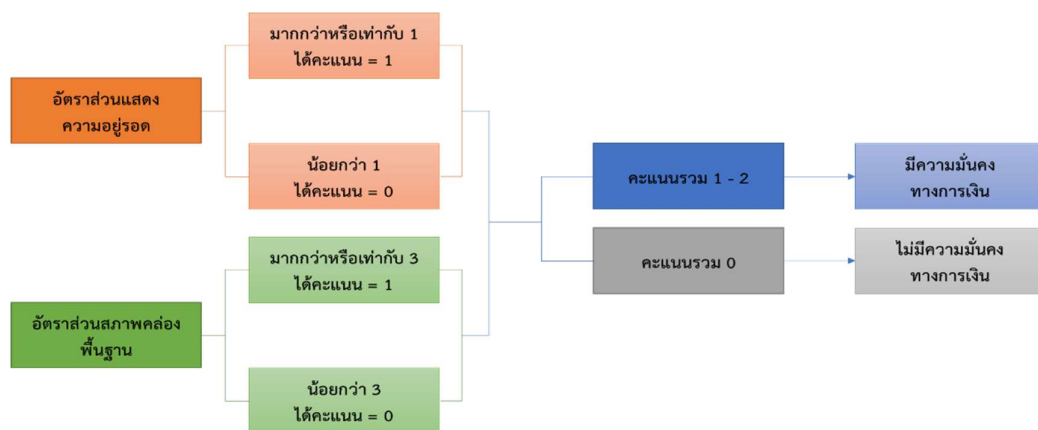 อัตราส่วนแสดง
ความอยู่รอด
มากกว่าหรือเท่ากับ 1
ได้คะแนน = 1
น้อยกว่า 1
ได้คะแนน = 0
อัตราส่วนสภาพคล่อง
พื้นฐาน
มากกว่าหรือเท่ากับ 3
ได้คะแนน = 1
น้อยกว่า 3
ได้คะแนน = 0
คะแนนรวม 1 - 2
มีความมั่นคง
ทางการเงิน
คะแนนรวม 0
ไม่มีความมั่นคง
ทางการเงิน